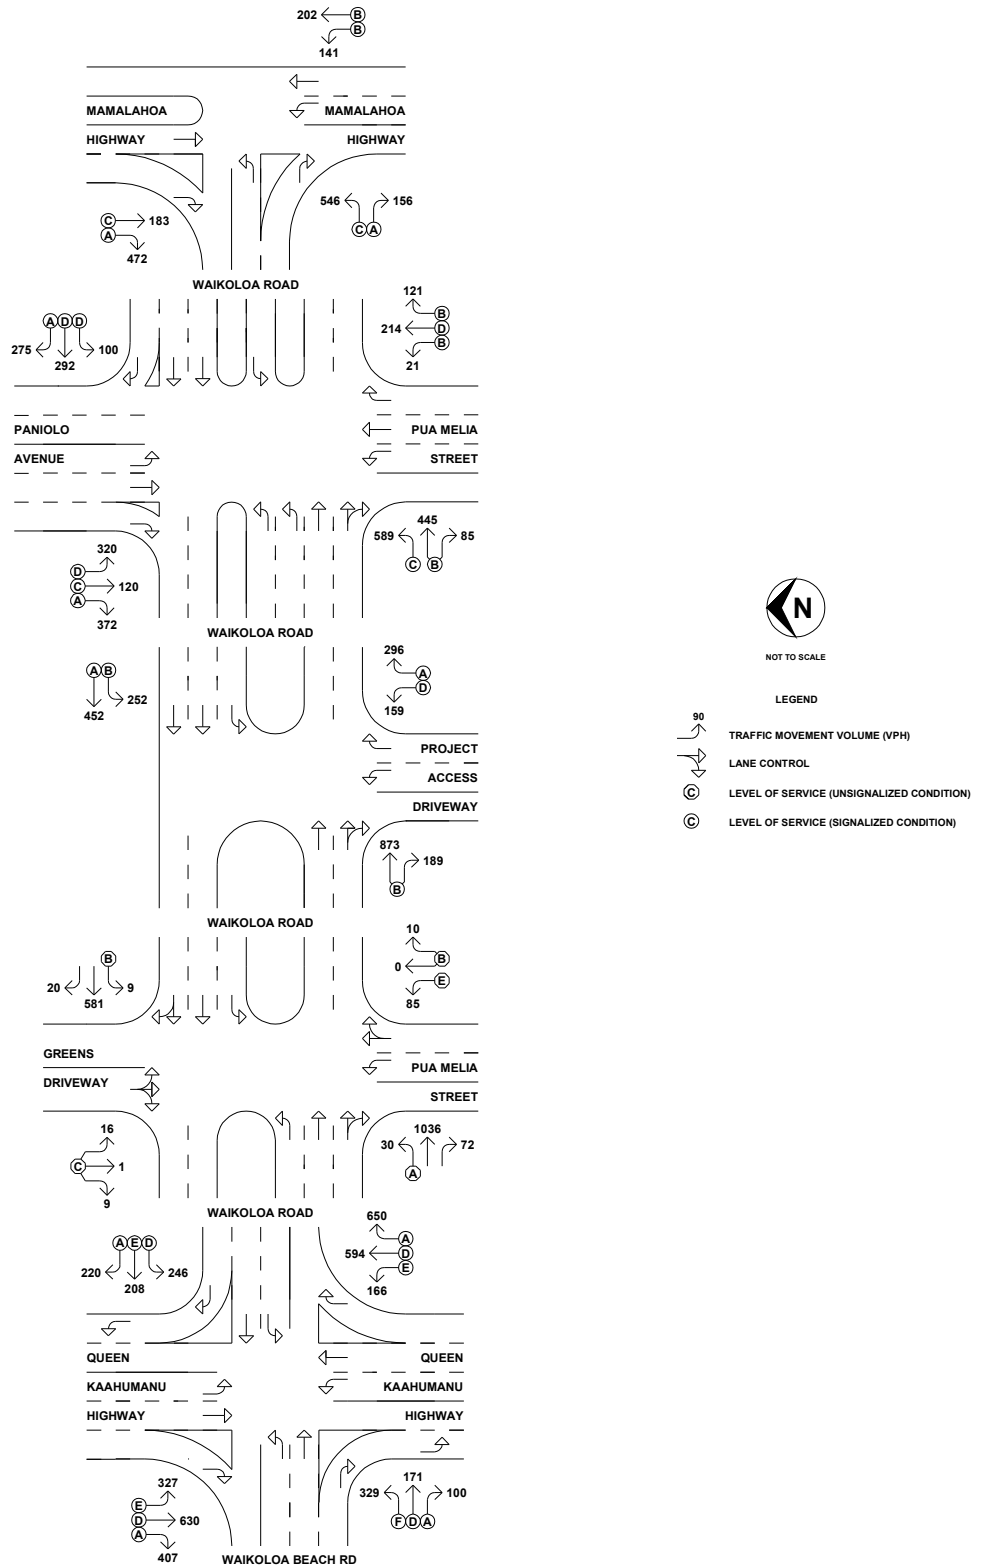 202 B
B
141
MAMALAHOA MAMALAHOA
HIGHWAY HIGHWAY
546 156
C 183
A
C A
472
WAIKOLOA ROAD
121
A D D B
214 D
275 100 B
292 21
PANIOLO PUA MELIA
AVENUE STREET
445
589 85
320
C B
D
C 120
A
372
N
WAIKOLOA ROAD
296
NOT TO SCALE
A B A
D
252
452 159
LEGEND
90
TRAFFIC MOVEMENT VOLUME (VPH)
PROJECT
LANE CONTROL
ACCESS
C LEVEL OF SERVICE (UNSIGNALIZED CONDITION)
DRIVEWAY
C LEVEL OF SERVICE (SIGNALIZED CONDITION)
873
189
B
WAIKOLOA ROAD
10
B B
0
E
20 9
581 85
GREENS
PUA MELIA
DRIVEWAY
STREET
16 1036
30 72
C 1
A
9
WAIKOLOA ROAD
650
A E D A
594 D
E
220 246
208 166
QUEEN QUEEN
KAAHUMANU KAAHUMANU
HIGHWAY HIGHWAY
327 171
329 100
E
D 630 F D A
A
407
WAIKOLOA BEACH RD